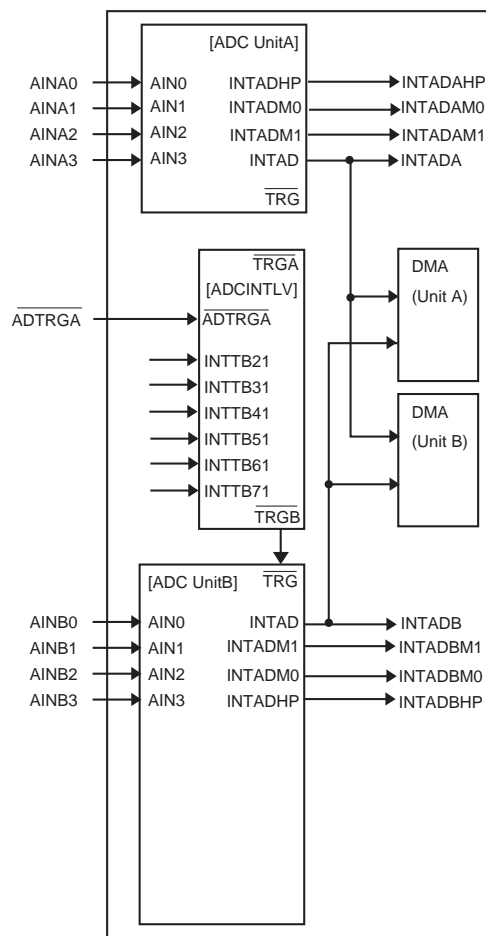 [ADC UnitA]
AINA0 AIN0 INTADHP INTADAHP
AINA1 AIN1 INTADM0 INTADAM0
AINA2 AIN2 INTADM1 INTADAM1
AINA3 AIN3 INTAD INTADA
TRG
TRGA
[ADCINTLV]
ADTRGA ADTRGA
DMA
(Unit A)
INTTB21
INTTB31
INTTB41
INTTB51
INTTB61
INTTB71
DMA
(Unit B)
TRGB
[ADC UnitB] TRG
AINB0 AIN0 INTAD INTADB
AINB1 AIN1 INTADM1 INTADBM1
AINB2 AIN2 INTADM0 INTADBM0
AINB3 AIN3 INTADHP INTADBHP